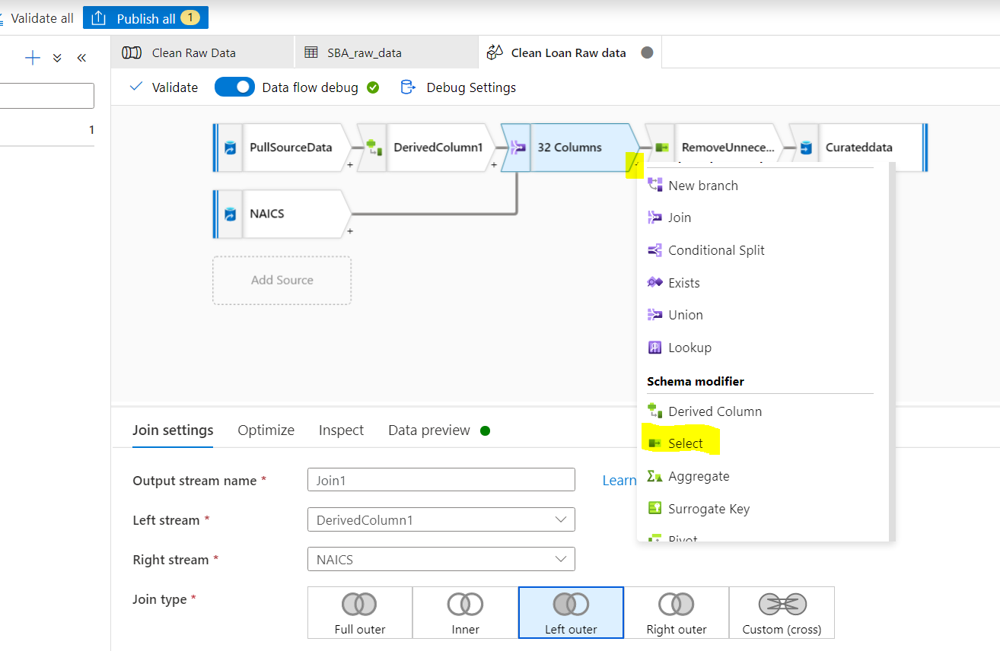 Validate all Publish all 1
Clean Raw Data SBA_raw_data Clean Loan Raw data
Validate Data flow debug Debug Settings
1
PullSourceData + DerivedColumn1 + 32 Columns RemoveUnnece... Curateddata
New branch
NAICS +
Join
Conditional Split
Add Source
Exists
Union
Lookup
Schema modifier
Derived Column
Join settings Optimize Inspect Data preview
Select
Output stream name * Join1 Learn
Aggregate
Left stream * DerivedColumn1
Surrogate Key
Pivot
Right stream * NAICS
Join type *
Full outer Inner Left outer Right outer Custom (cross)